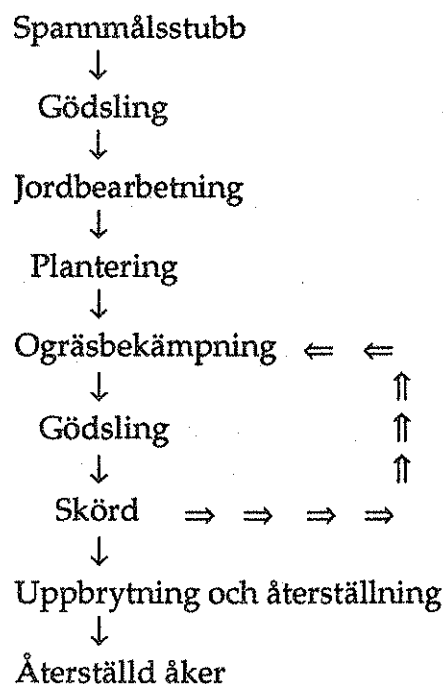 Spannmålsstubb
↓
Gödsling
↓
Jordbearbetning
↓
Plantering
↓
Ogräsbekämpning ⇐ ⇐
↓ ⇑
Gödsling ⇑
↓ ⇑
Skörd ⇒ ⇒ ⇒ ⇒
↓
Uppbrytning och återställning
↓
Återställd åker